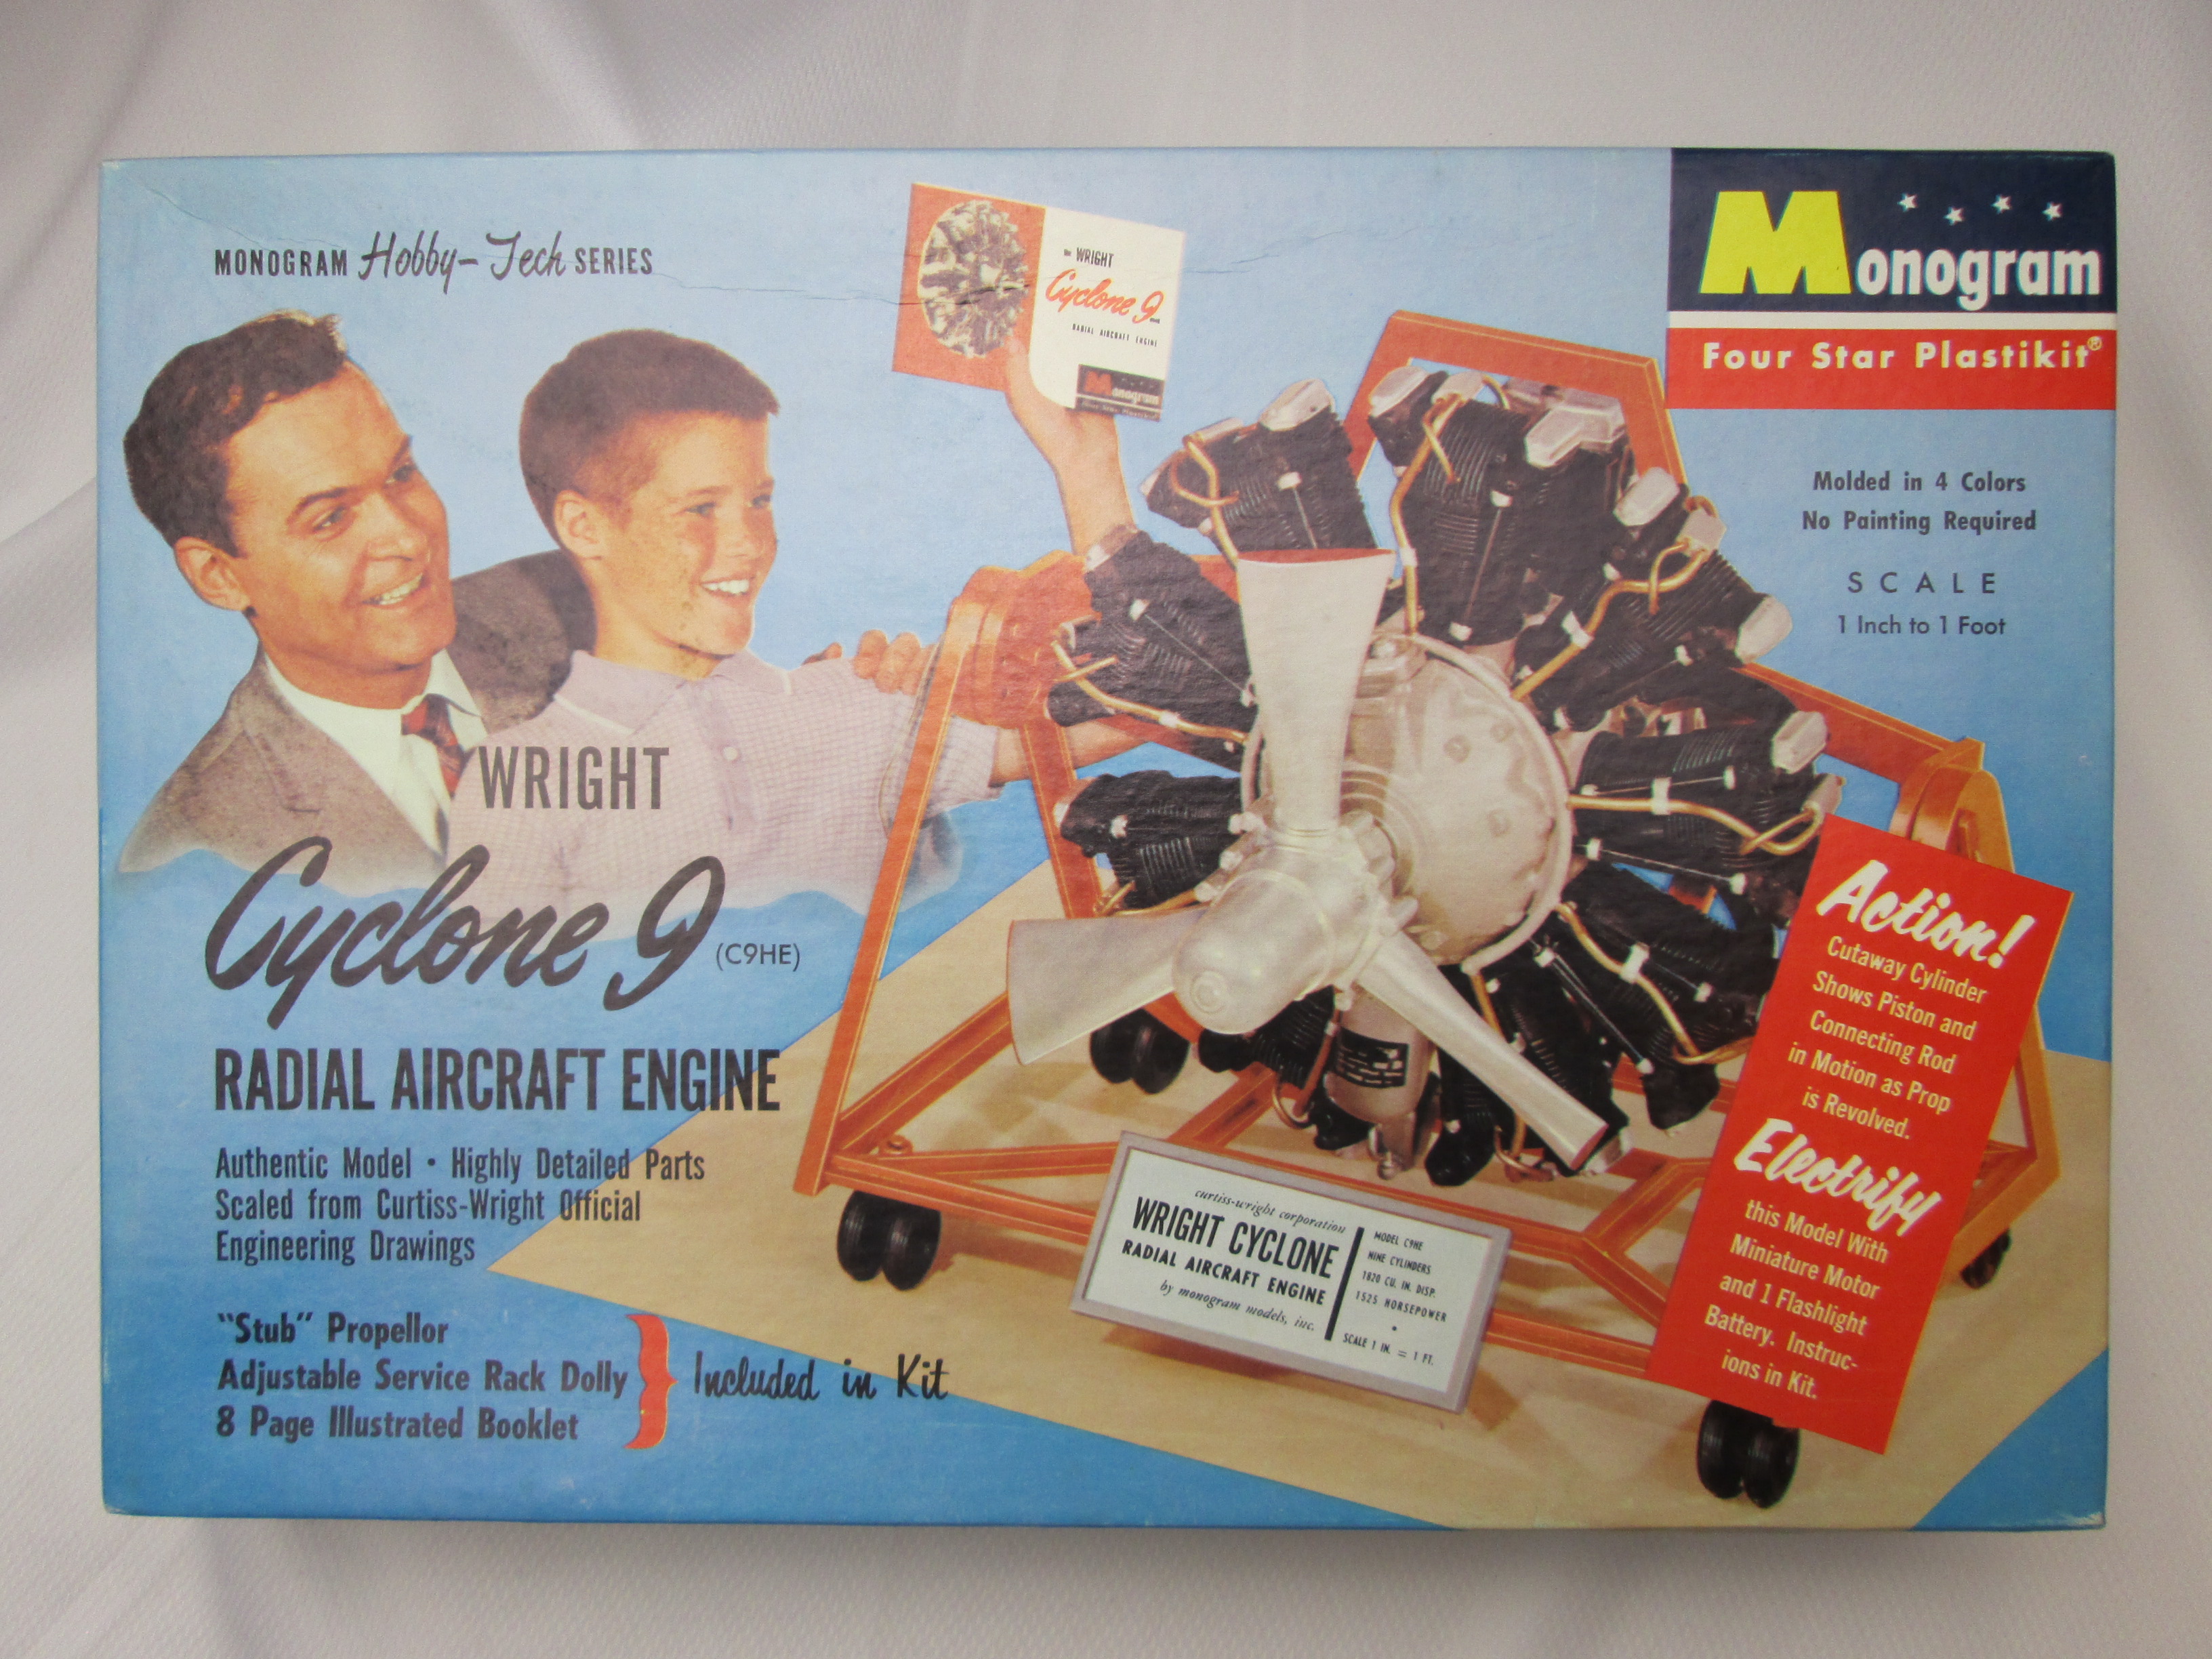 MONOGRAM Hobby-Tech SERIES
the WRIGHT
Cyclone 9
RADIAL AIRCRAFT ENGINE
Monogram
Four Star Plastikit
Monogram
Four Star Plastikit®
Molded in 4 Colors
No Painting Required
SCALE
1 Inch to 1 Foot
WRIGHT
Cyclone 9 (C9HE)
RADIAL AIRCRAFT ENGINE
Authentic Model • Highly Detailed Parts
Scaled from Curtiss-Wright Official
Engineering Drawings
"Stub" Propellor
Adjustable Service Rack Dolly
8 Page Illustrated Booklet
Included in Kit
curtiss-wright corporation
WRIGHT CYCLONE
RADIAL AIRCRAFT ENGINE
by monogram models, inc.
MODEL C9HE
NINE CYLINDERS
1820 CU. IN. DISP.
1525 HORSEPOWER
•
SCALE 1 IN. = 1 FT.
Action!
Cutaway Cylinder
Shows Piston and
Connecting Rod
in Motion as Prop
is Revolved.
Electrify
this Model With
Miniature Motor
and 1 Flashlight
Battery. Instruc-
ions in Kit.